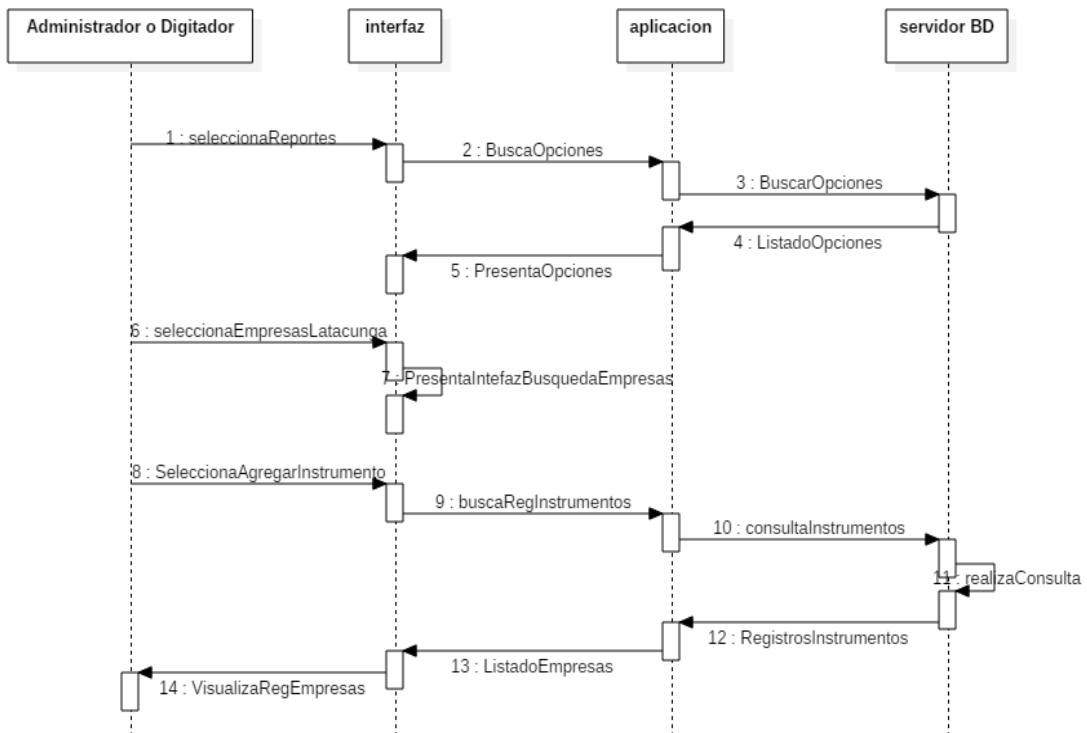 Administrador o Digitador
interfaz
aplicacion
servidor BD
1 : seleccionaReportes
2 : BuscaOpciones
3 : BuscarOpciones
4 : ListadoOpciones
5 : PresentaOpciones
6 : seleccionaEmpresasLatacunga
7 : PresentaIntefazBusquedaEmpresas
8 : SeleccionaAgregarInstrumento
9 : buscaRegInstrumentos
10 : consultaInstrumentos
11 : realizaConsulta
12 : RegistrosInstrumentos
13 : ListadoEmpresas
14 : VisualizaRegEmpresas